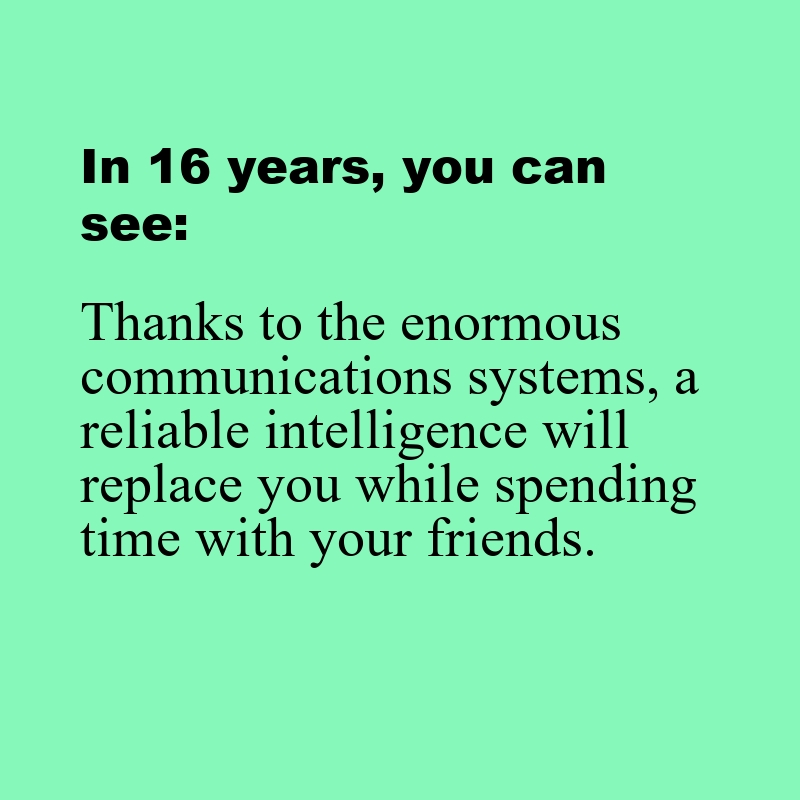 In 16 years, you can
see:
Thanks to the enormous
communications systems, a
reliable intelligence will
replace you while spending
time with your friends.